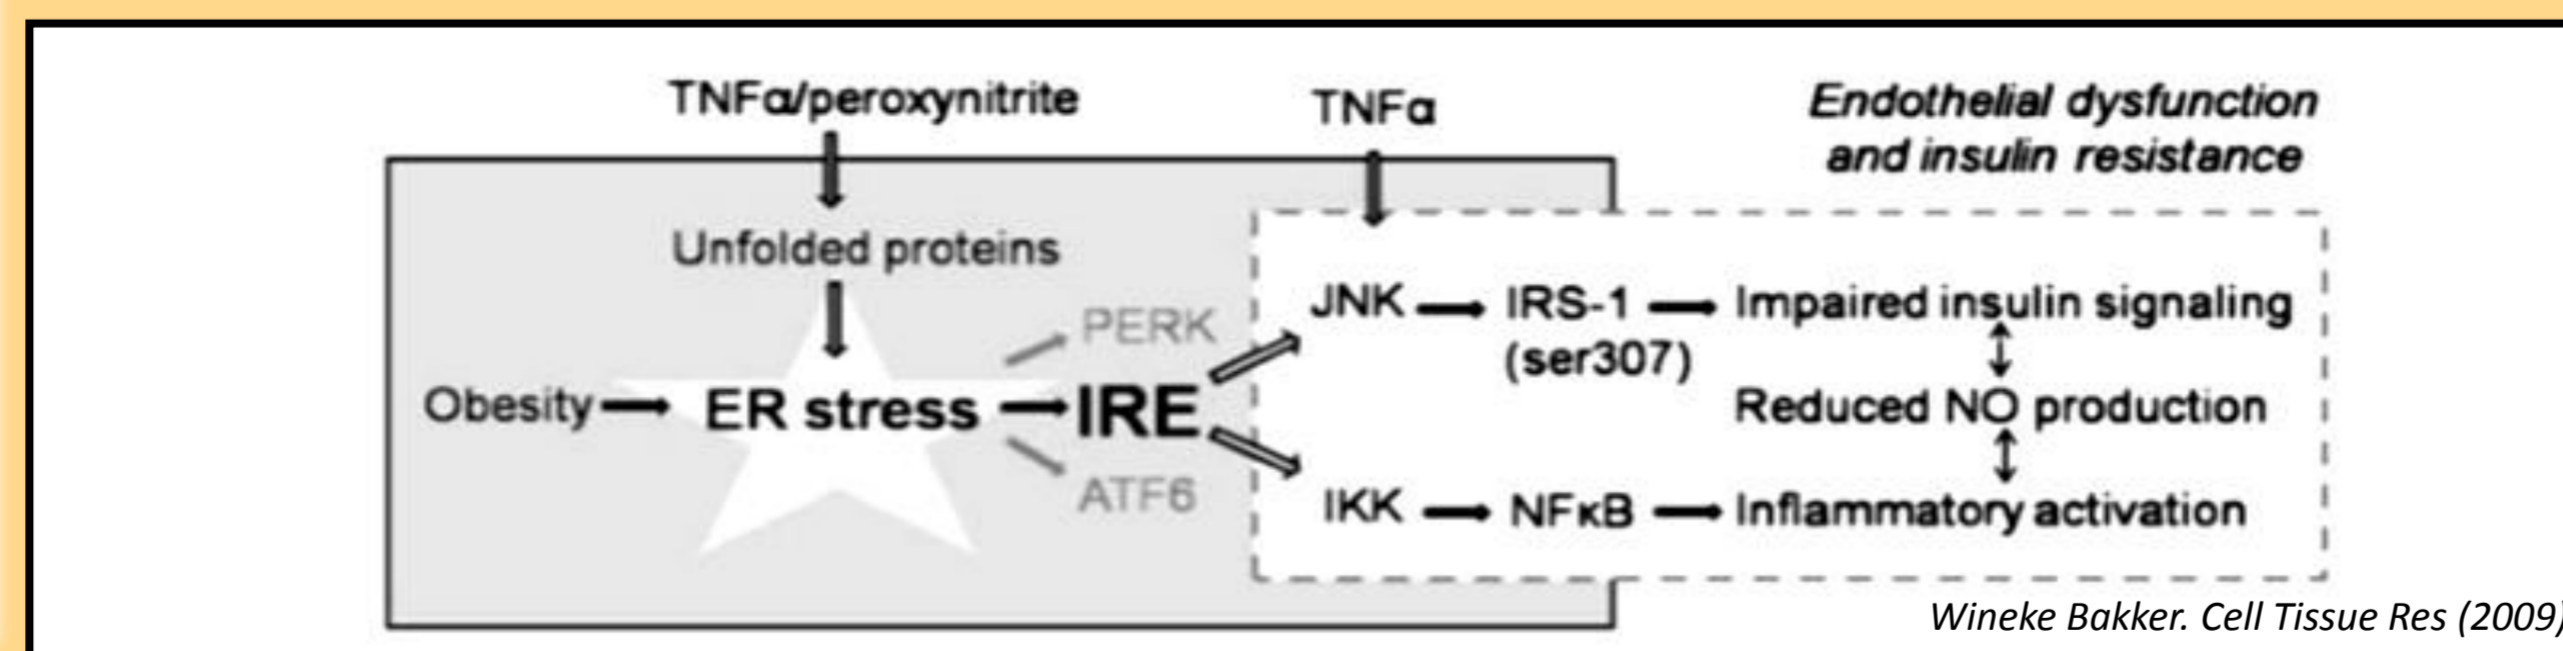 TNFα/peroxynitrite
TNFα
Endothelial dysfunction
and insulin resistance
Unfolded proteins
PERK
JNK
IRS-1
(ser307)
Impaired insulin signaling
Obesity
ER stress
IRE
Reduced NO production
ATF6
IKK
NFκB
Inflammatory activation
Wineke Bakker. Cell Tissue Res (2009)